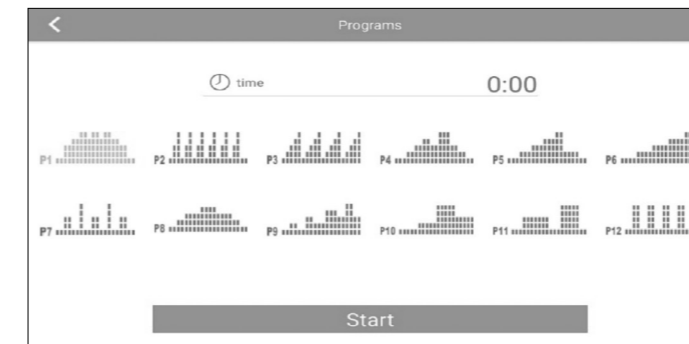 Programs
time 0:00
P1 P2 P3 P4 P5 P6
P7 P8 P9 P10 P11 P12
Start